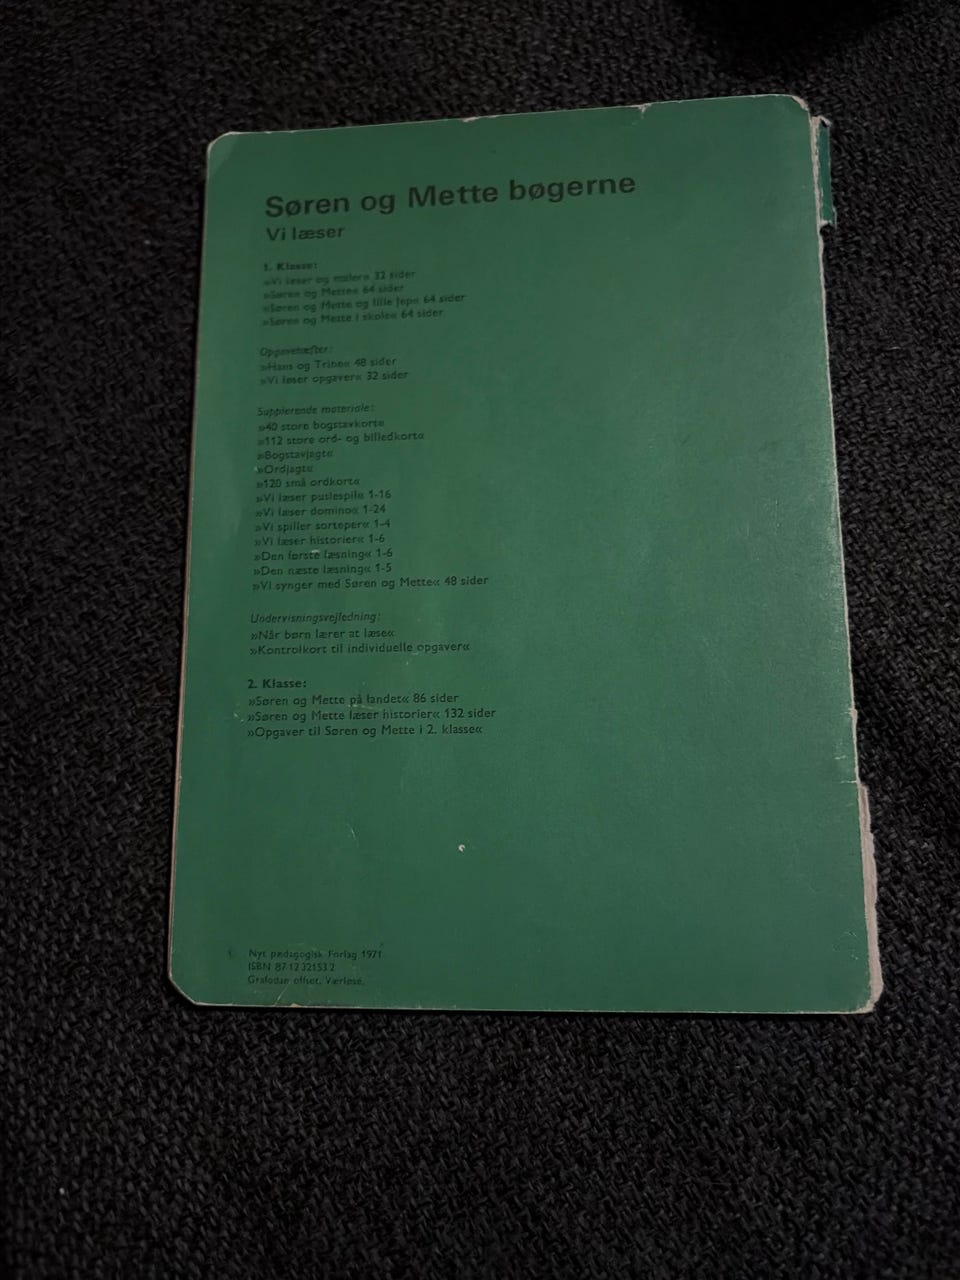 Søren og Mette bøgerne
Vi læser
1. Klasse:
»Vi læser og maler« 32 sider
»Søren og Mette« 64 sider
»Søren og Mette og lille Jep« 64 sider
»Søren og Mette i skole« 64 sider
Opgavehæfter:
»Hans og Trine« 48 sider
»Vi løser opgaver« 32 sider
Supplerende materiale:
»40 store bogstavkort«
»112 store ord- og billedkort«
»Bogstavjagt«
»Ordjagt«
»120 små ordkort«
»Vi læser puslespil« 1-16
»Vi læser domino« 1-24
»Vi spiller sorteper« 1-4
»Vi læser historier« 1-6
»Den første læsning« 1-6
»Den næste læsning« 1-5
»Vi synger med Søren og Mette« 48 sider
Undervisningsvejledning:
»Når børn lærer at læse«
»Kontrolkort til individuelle opgaver«
2. Klasse:
»Søren og Mette på landet« 86 sider
»Søren og Mette læser historier« 132 sider
»Opgaver til Søren og Mette i 2. klasse«
Nyt pædagogisk Forlag 1971
ISBN 87 12 32153 2
Grafodan offset, Værløse.